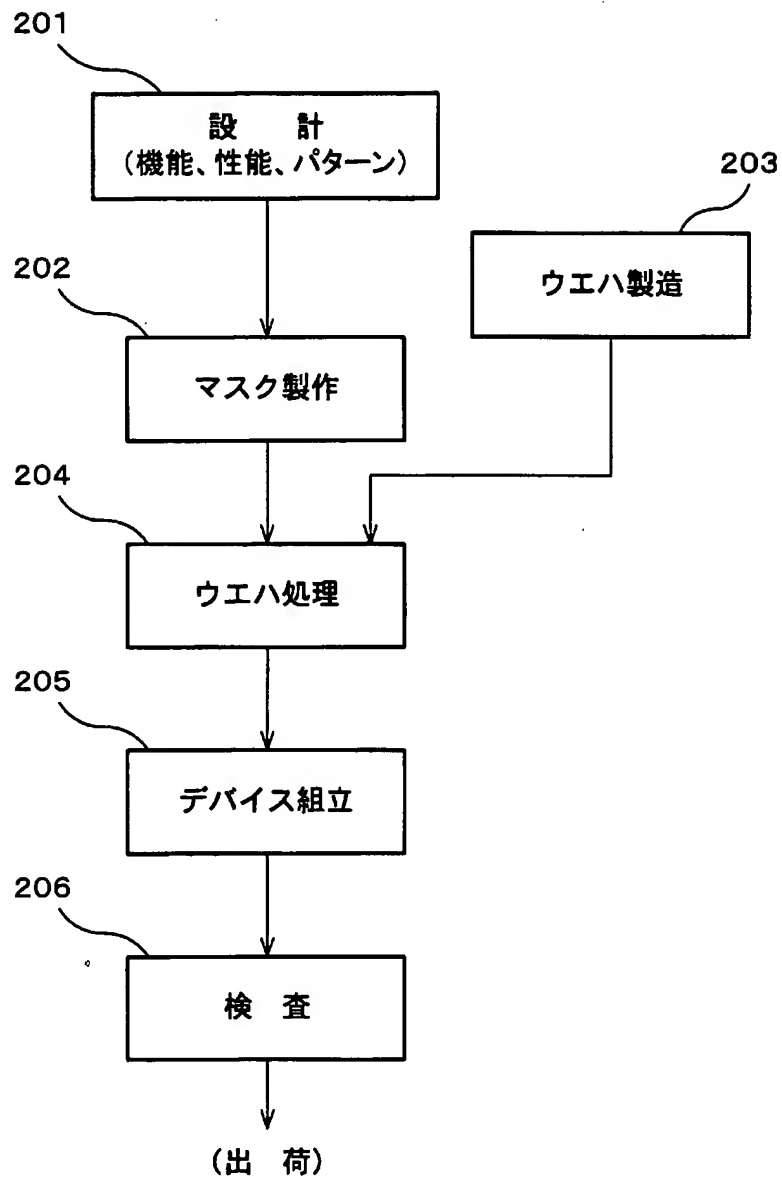 201
設 計
(機能、性能、パターン)
203
ウエハ製造
202
マスク製作
204
ウエハ処理
205
デバイス組立
206
検 査
(出 荷)